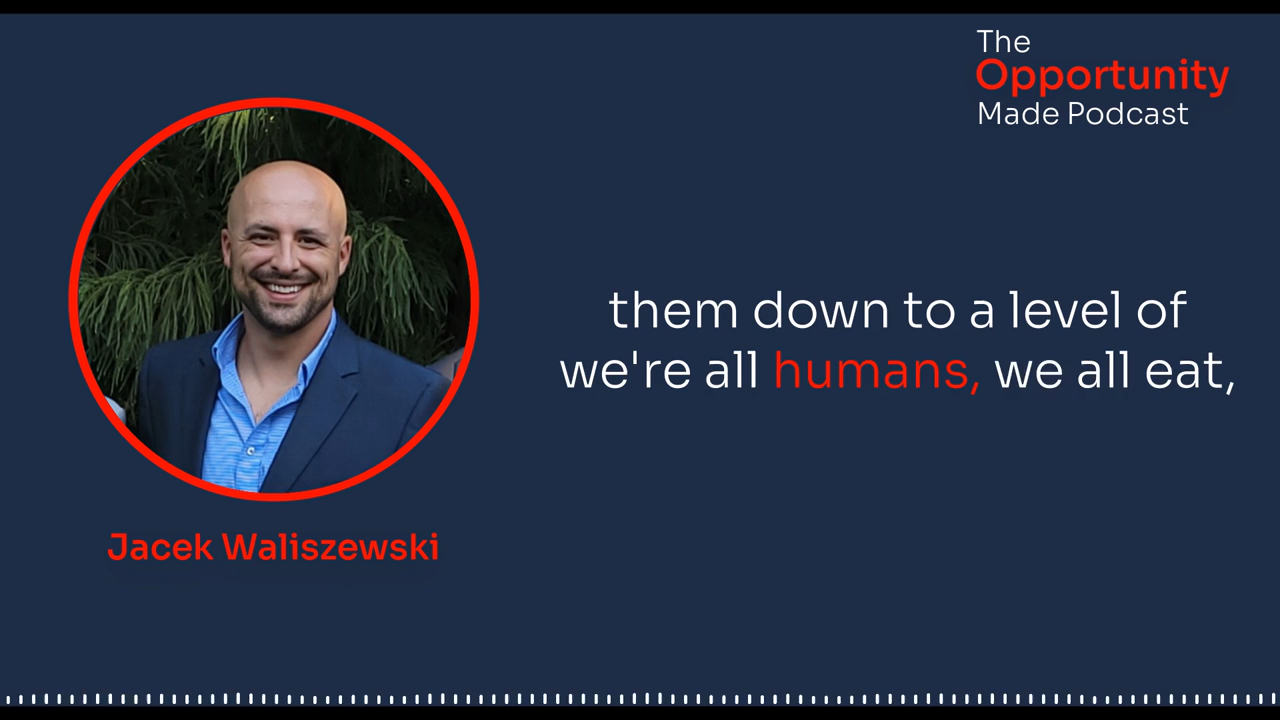 The
Opportunity
Made Podcast
them down to a level of
we're all humans, we all eat,
Jacek Waliszewski